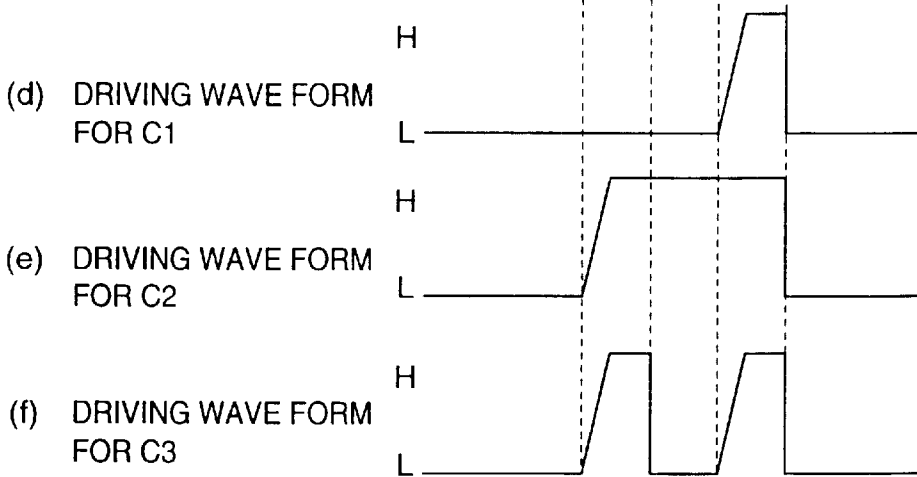 H
(d) DRIVING WAVE FORM
FOR C1
L
H
(e) DRIVING WAVE FORM
FOR C2
L
H
(f) DRIVING WAVE FORM
FOR C3
L